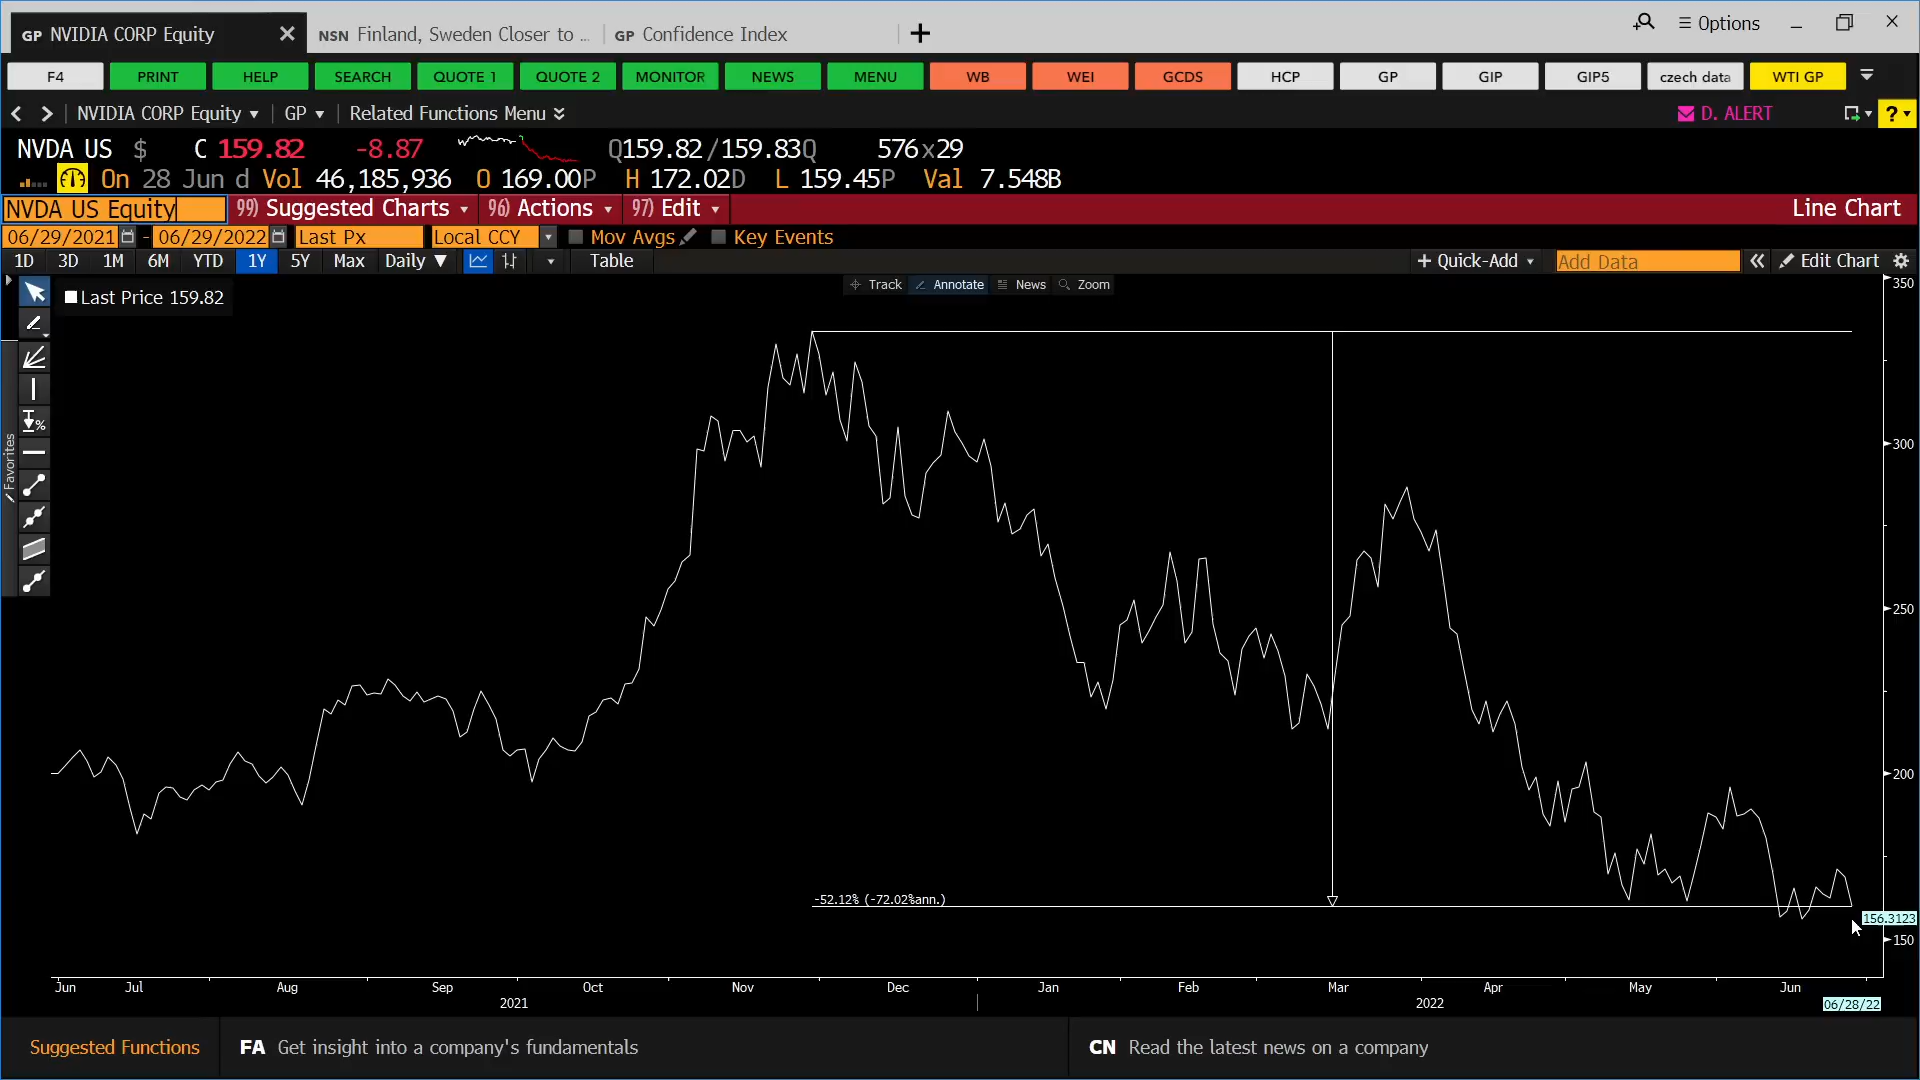 GP NVIDIA CORP Equity NSN Finland, Sweden Closer to ... GP Confidence Index Options
F4 PRINT HELP SEARCH QUOTE 1 QUOTE 2 MONITOR NEWS MENU WB WEI GCDS HCP GP GIP GIP5 czech data WTI GP
NVIDIA CORP Equity GP Related Functions Menu D. ALERT ?
NVDA US $ C 159.82 -8.87 Q159.82/159.83Q 576x29
On 28 Jun d Vol 46,185,936 O 169.00P H 172.02D L 159.45P Val 7.548B
NVDA US Equity 99) Suggested Charts 96) Actions 97) Edit Line Chart
06/29/2021 - 06/29/2022 Last Px Local CCY Mov Avgs Key Events
1D 3D 1M 6M YTD 1Y 5Y Max Daily Table + Quick-Add Add Data Edit Chart
Track Annotate News Zoom
Last Price 159.82
Favorites
350
300
250
200
-52.12% (-72.02%ann.)
156.3123
150
Jun Jul Aug Sep Oct Nov Dec Jan Feb Mar Apr May Jun
2021 2022 06/28/22
Suggested Functions FA Get insight into a company's fundamentals CN Read the latest news on a company